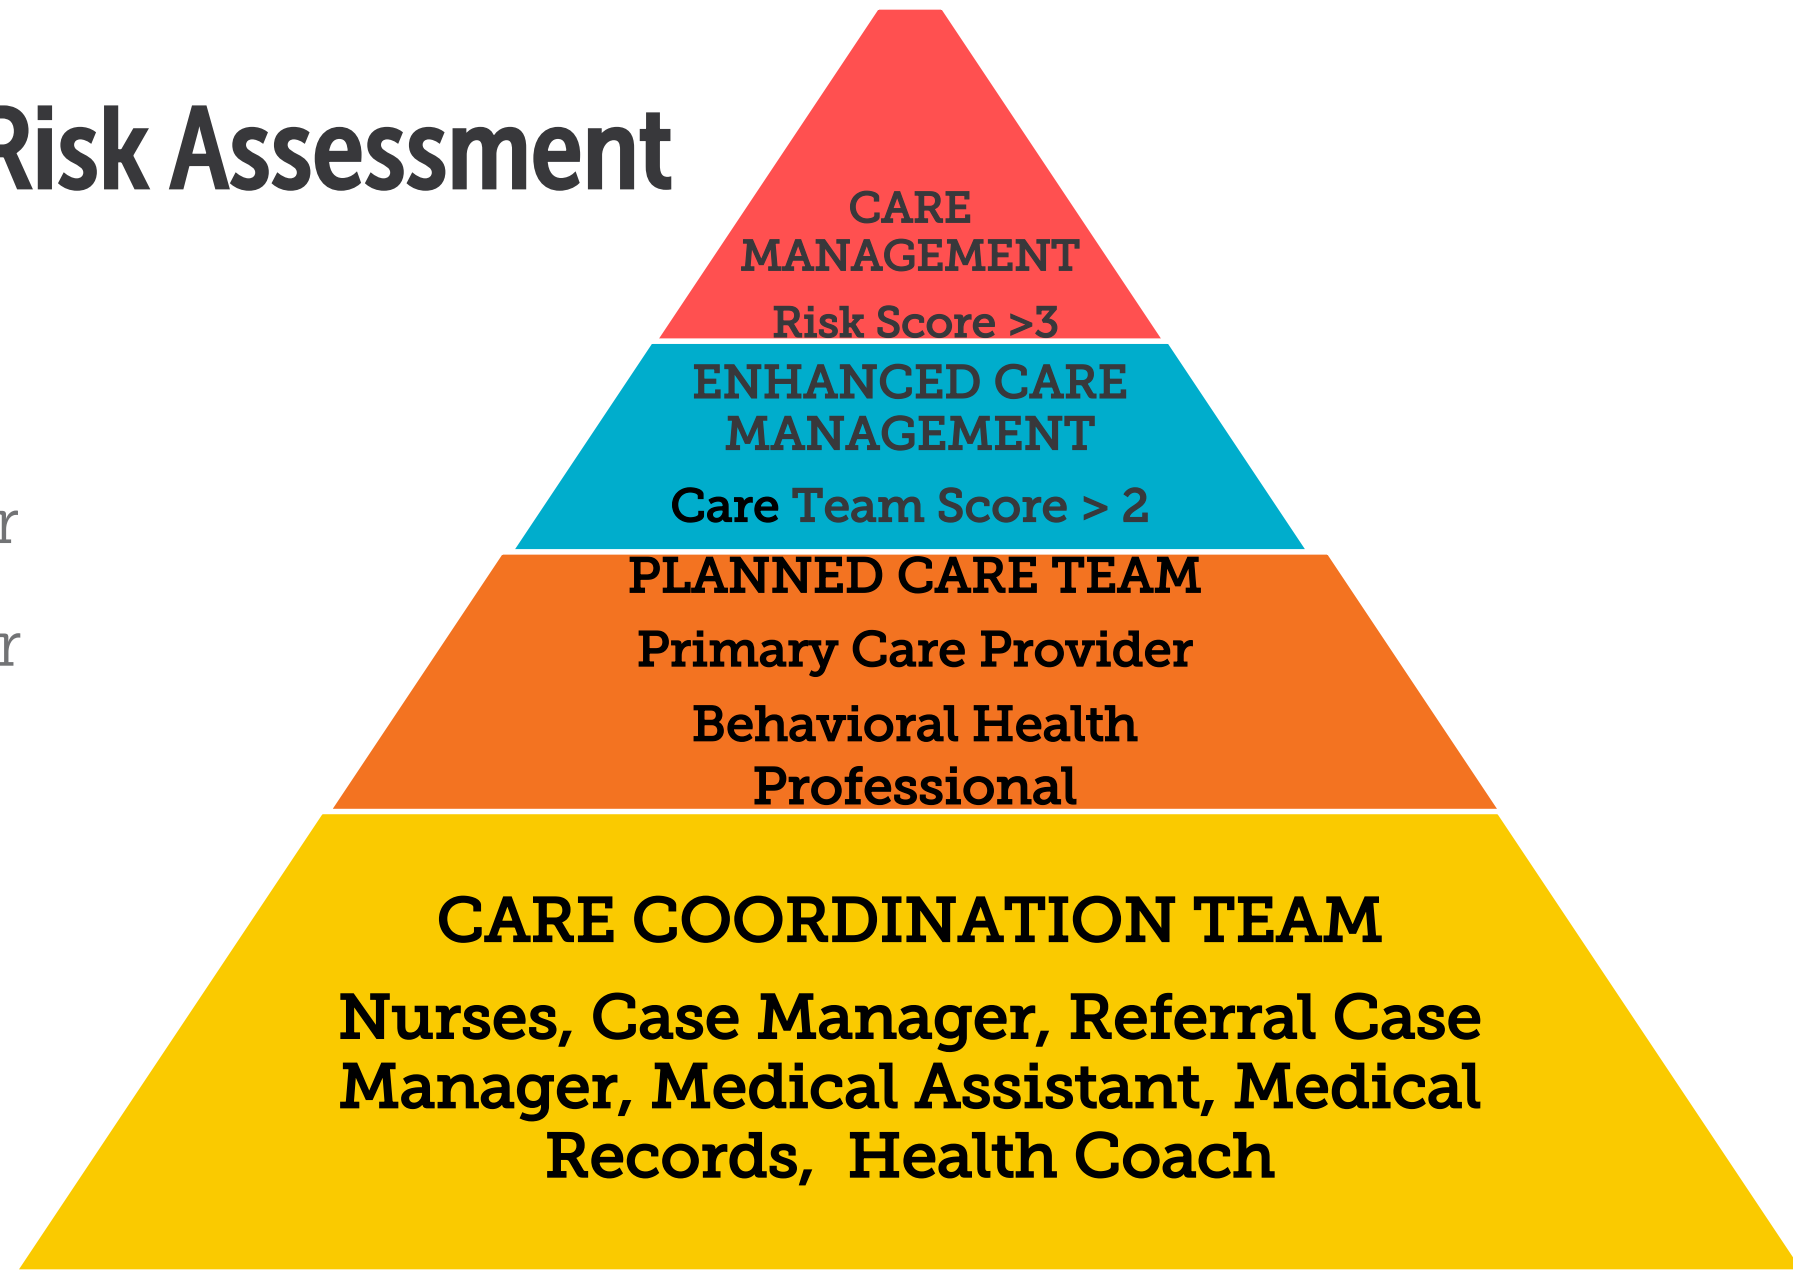 Risk Assessment
CARE
MANAGEMENT
Risk Score >3
ENHANCED CARE
MANAGEMENT
Care Team Score > 2
r
PLANNED CARE TEAM
Primary Care Provider
r
Behavioral Health
Professional
CARE COORDINATION TEAM
Nurses, Case Manager, Referral Case
Manager, Medical Assistant, Medical
Records, Health Coach